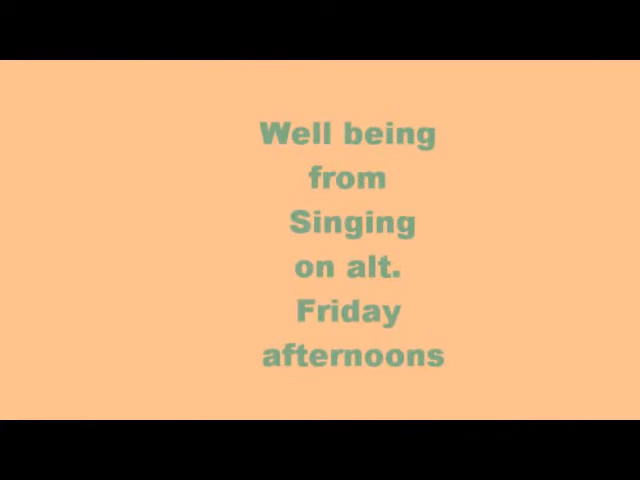 Well being
from
Singing
on alt.
Friday
afternoons